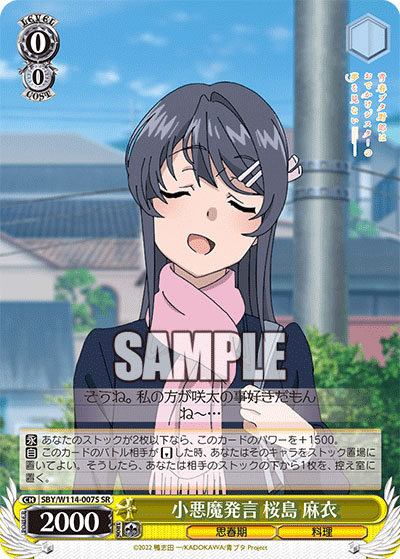 LEVEL
0
0
COST
青春ブタ野郎は
おでかけシスターの
夢を見ない
SAMPLE
そうね。私の方が咲太の事好きだもん
ね～…
永 あなたのストックが2枚以下なら、このカードのパワーを+1500。
自 このカードのバトル相手が した時、あなたはそのキャラをストック置場に
置いてよい。そうしたら、あなたは相手のストックの下から1枚を、控え室に
置く。
CH SBY/W114-007S SR
2000
小悪魔発言 桜島 麻衣
思春期
料理
©2022 鴨志田 一/KADOKAWA/青ブタ Project